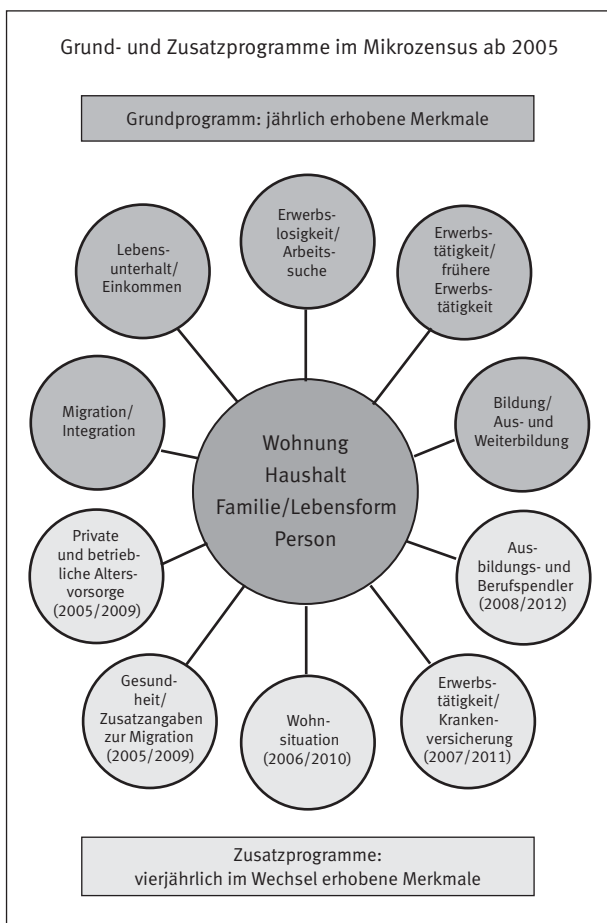 Grund- und Zusatzprogramme im Mikrozensus ab 2005
Grundprogramm: jährlich erhobene Merkmale
Erwerbs-
losigkeit/
Arbeits-
suche
Lebens-
unterhalt/
Einkommen
Erwerbs-
tätigkeit/
frühere
Erwerbs-
tätigkeit
Migration/
Integration
Bildung/
Aus- und
Weiterbildung
Wohnung
Haushalt
Familie/Lebensform
Person
Private
und betrieb-
liche Alters-
vorsorge
(2005/2009)
Aus-
bildungs- und
Berufspendler
(2008/2012)
Gesund-
heit/
Zusatzangaben
zur Migration
(2005/2009)
Wohn-
situation
(2006/2010)
Erwerbs-
tätigkeit/
Kranken-
versicherung
(2007/2011)
Zusatzprogramme:
vierjährlich im Wechsel erhobene Merkmale